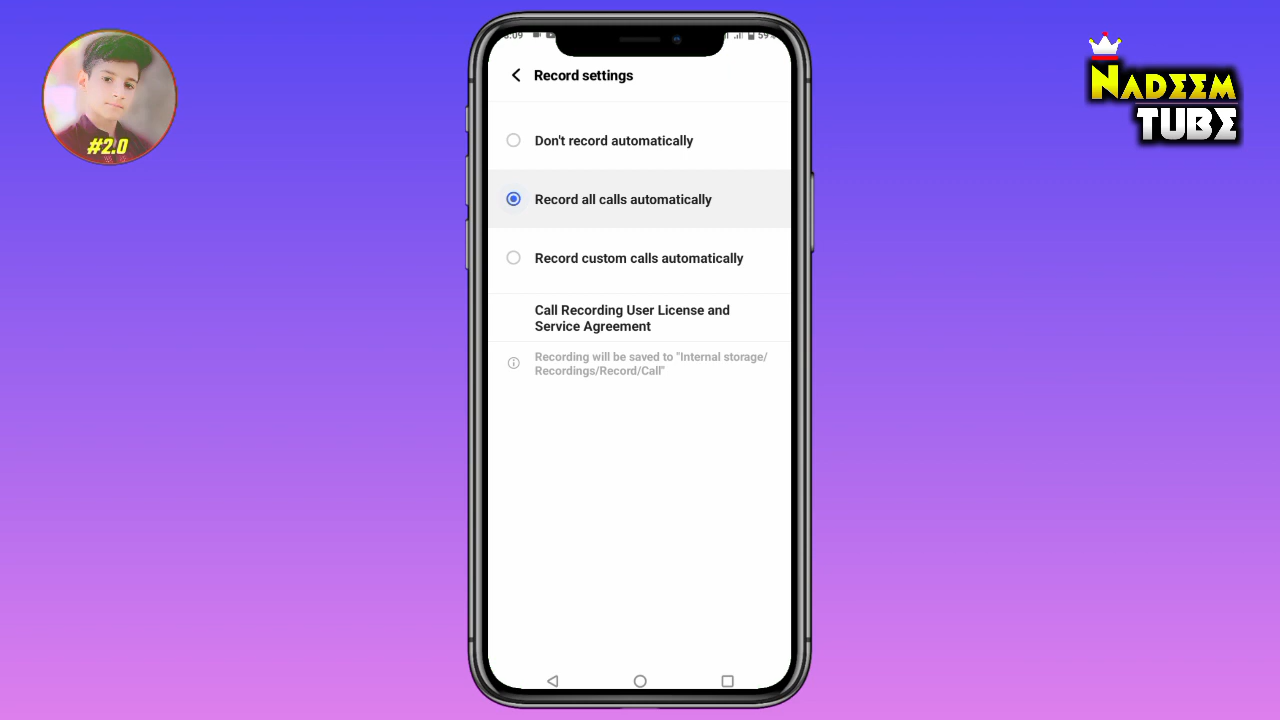 #2.0
NADEEM
TUBE
Record settings
Don't record automatically
Record all calls automatically
Record custom calls automatically
Call Recording User License and
Service Agreement
Recording will be saved to "Internal storage/
Recordings/Record/Call"